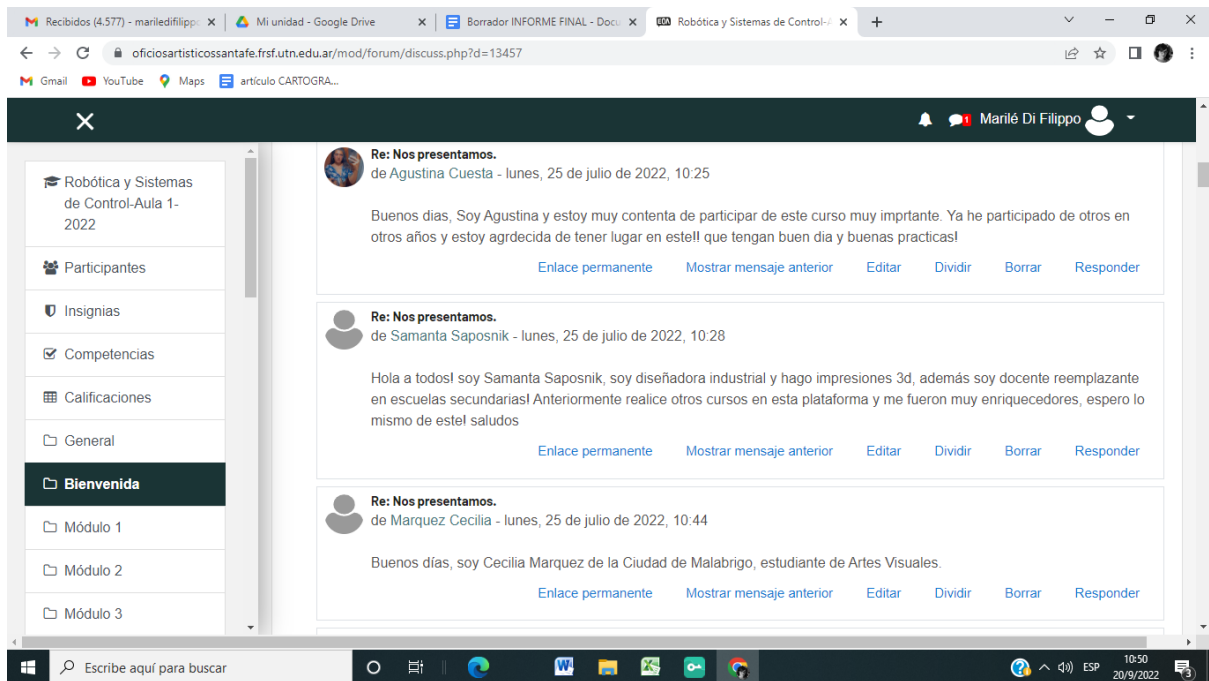 Recibidos (4.577) - mariledifilippo
Mi unidad - Google Drive
Borrador INFORME FINAL - Docu
Robótica y Sistemas de Control-A
oficiosartisticossantafe.frsf.utn.edu.ar/mod/forum/discuss.php?d=13457
Gmail
YouTube
Maps
artículo CARTOGRA...
1
Marilé Di Filippo
Robótica y Sistemas
de Control-Aula 1-
2022
Participantes
Insignias
Competencias
Calificaciones
General
Bienvenida
Módulo 1
Módulo 2
Módulo 3
Re: Nos presentamos.
de Agustina Cuesta - lunes, 25 de julio de 2022, 10:25
Buenos dias, Soy Agustina y estoy muy contenta de participar de este curso muy imprtante. Ya he participado de otros en
otros años y estoy agrdecida de tener lugar en este!! que tengan buen dia y buenas practicas!
Enlace permanente Mostrar mensaje anterior Editar Dividir Borrar Responder
Re: Nos presentamos.
de Samanta Saposnik - lunes, 25 de julio de 2022, 10:28
Hola a todos! soy Samanta Saposnik, soy diseñadora industrial y hago impresiones 3d, además soy docente reemplazante
en escuelas secundarias! Anteriormente realice otros cursos en esta plataforma y me fueron muy enriquecedores, espero lo
mismo de este! saludos
Enlace permanente Mostrar mensaje anterior Editar Dividir Borrar Responder
Re: Nos presentamos.
de Marquez Cecilia - lunes, 25 de julio de 2022, 10:44
Buenos días, soy Cecilia Marquez de la Ciudad de Malabrigo, estudiante de Artes Visuales.
Enlace permanente Mostrar mensaje anterior Editar Dividir Borrar Responder
Escribe aquí para buscar
ESP
10:50
20/9/2022
3